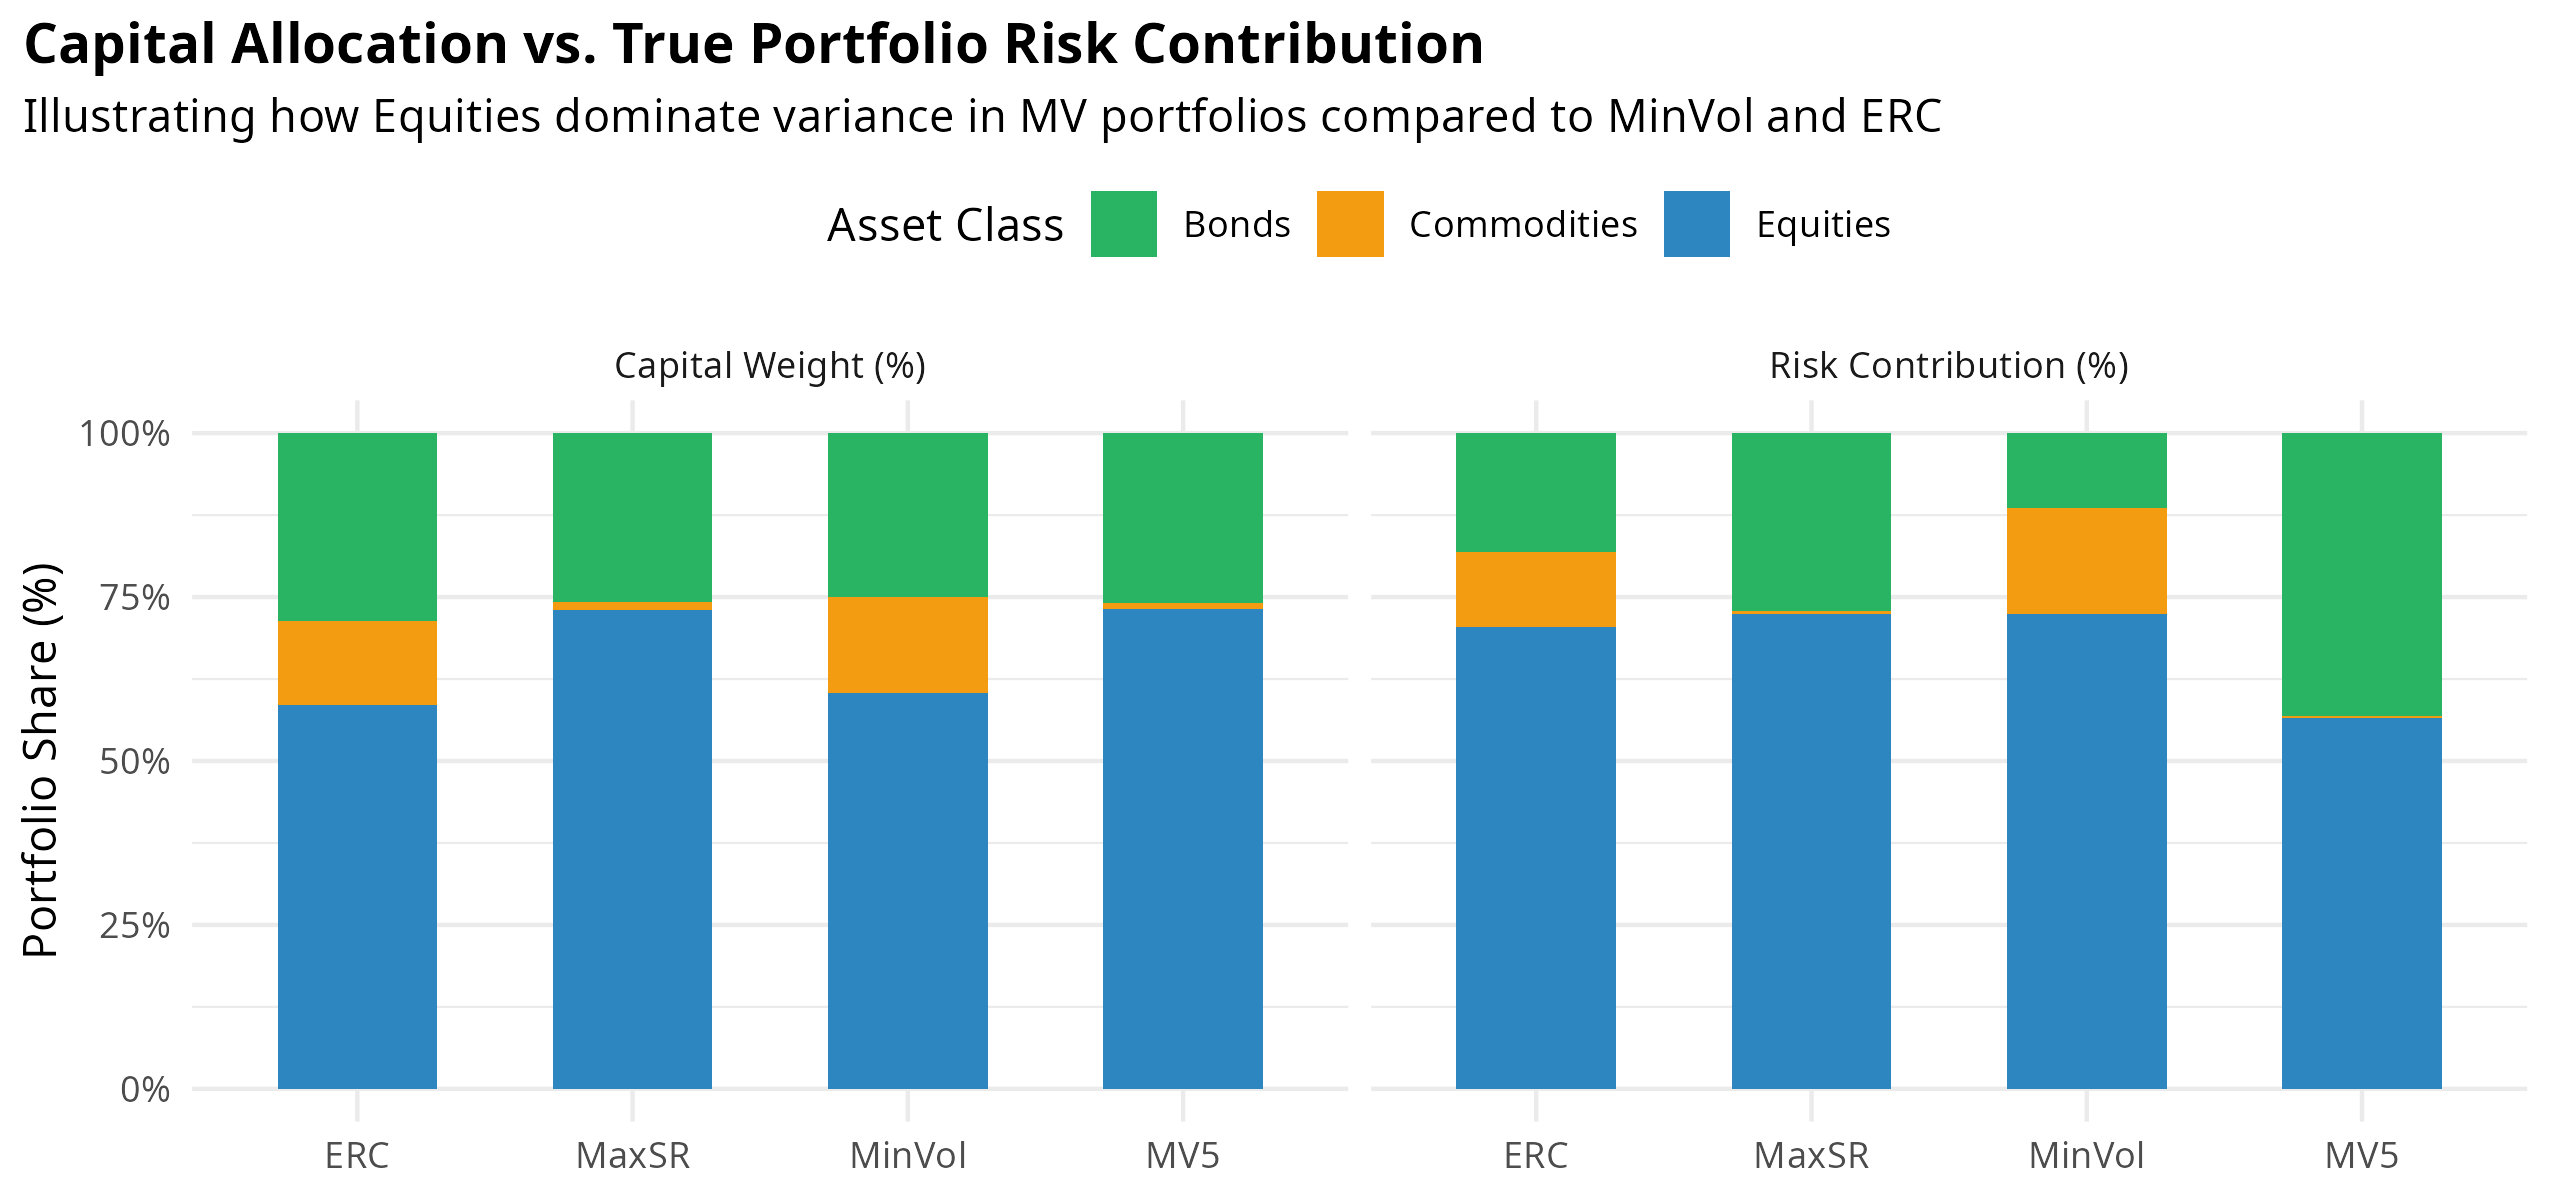 Capital Allocation vs. True Portfolio Risk Contribution
Illustrating how Equities dominate variance in MV portfolios compared to MinVol and ERC
Asset Class Bonds Commodities Equities
Capital Weight (%) Risk Contribution (%)
Portfolio Share (%)
100%
75%
50%
25%
0%
ERC MaxSR MinVol MV5 ERC MaxSR MinVol MV5